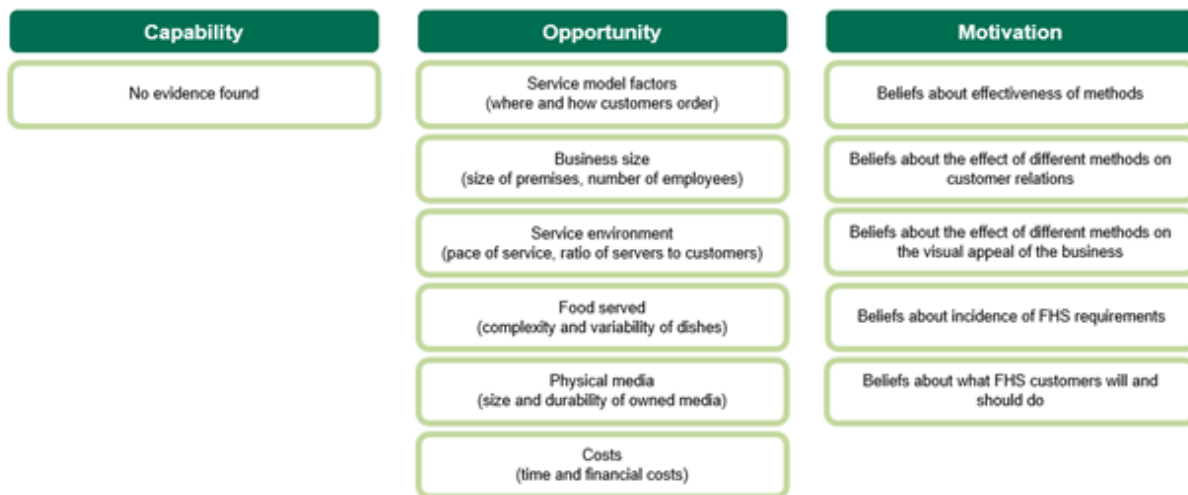 Capability
No evidence found
Opportunity
Service model factors
(where and how customers order)
Business size
(size of premises, number of employees)
Service environment
(pace of service, ratio of servers to customers)
Food served
(complexity and variability of dishes)
Physical media
(size and durability of owned media)
Costs
(time and financial costs)
Motivation
Beliefs about effectiveness of methods
Beliefs about the effect of different methods on
customer relations
Beliefs about the effect of different methods on
the visual appeal of the business
Beliefs about incidence of FHS requirements
Beliefs about what FHS customers will and
should do